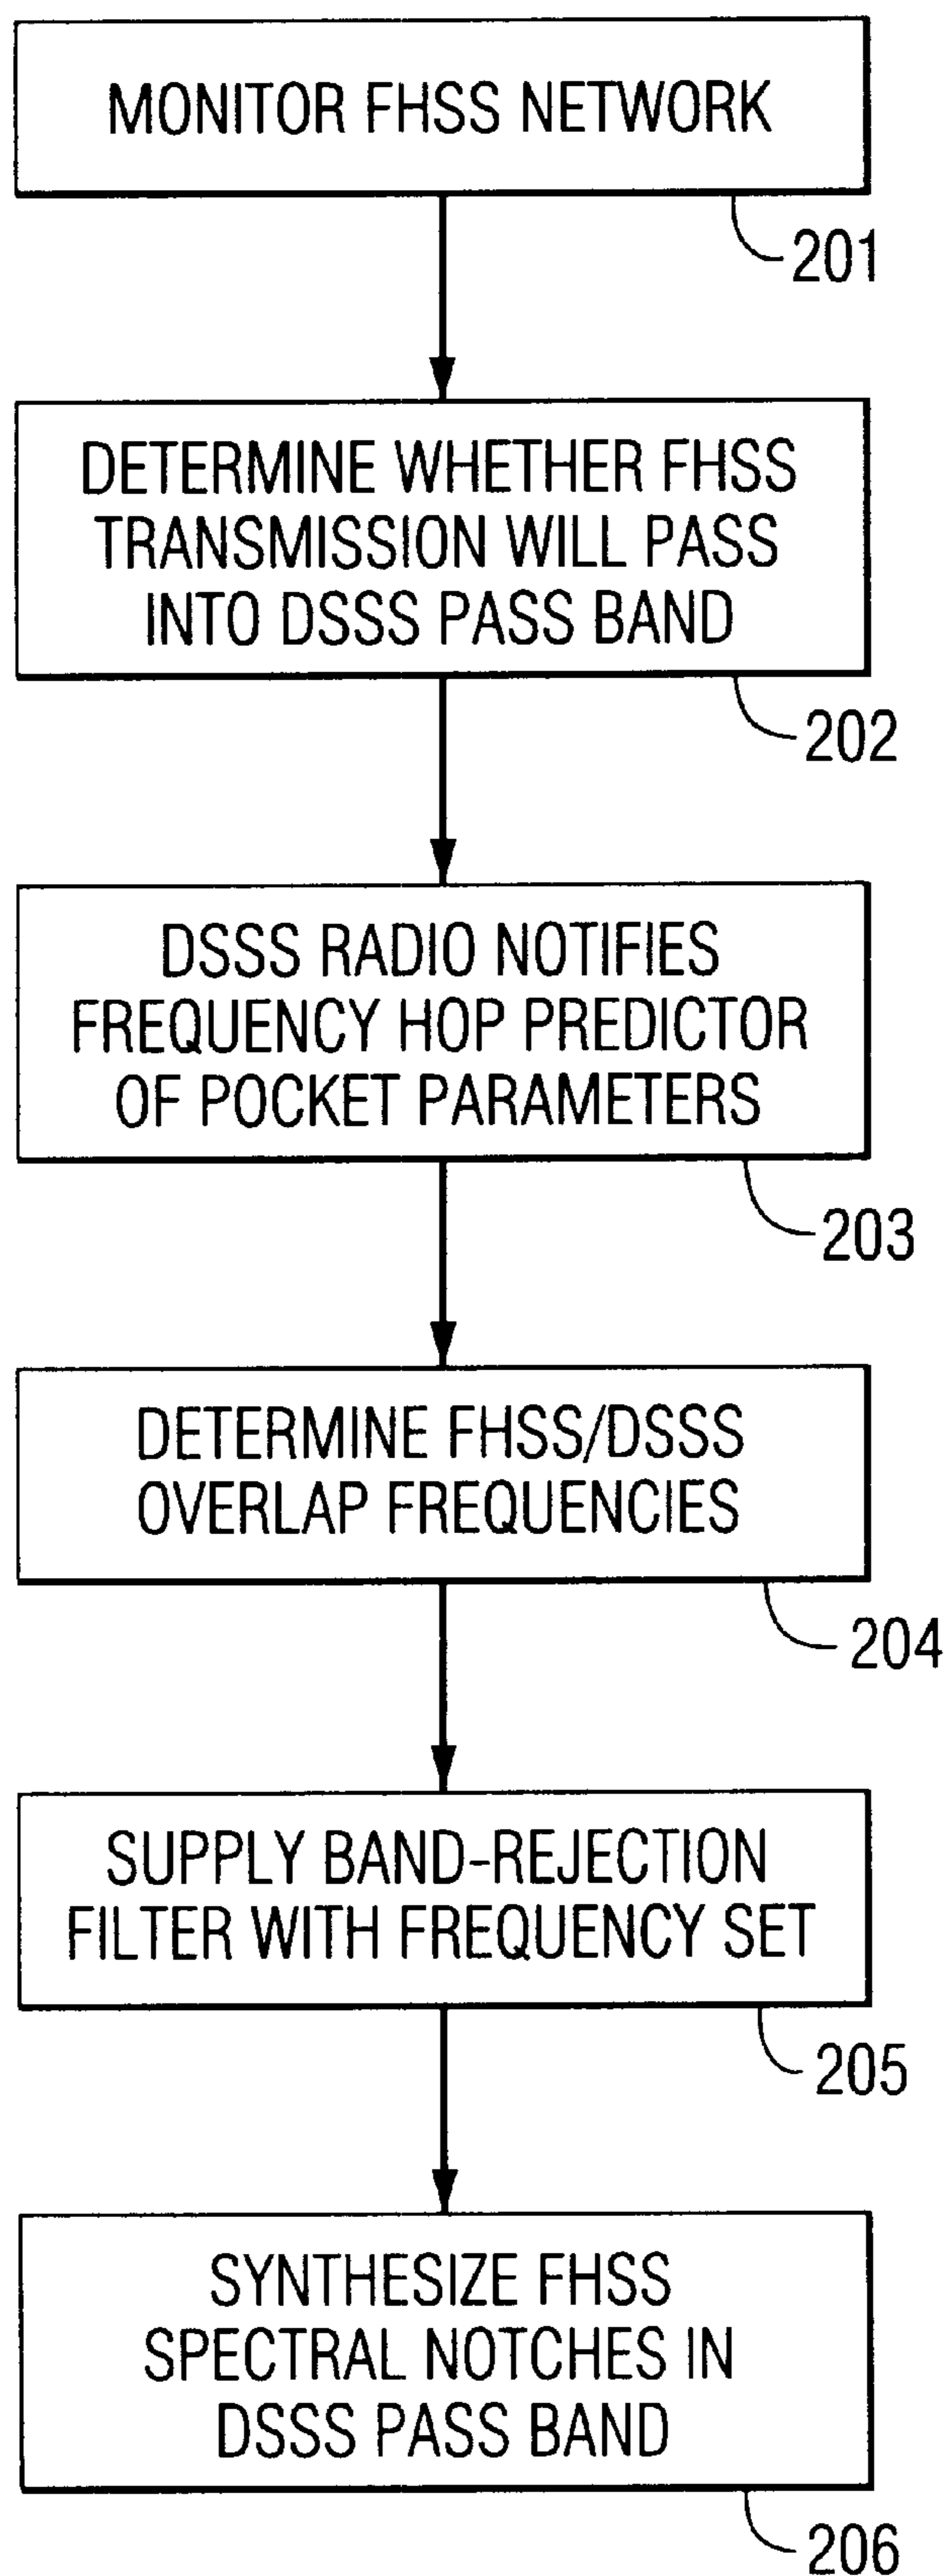 MONITOR FHSS NETWORK
201
DETERMINE WHETHER FHSS
TRANSMISSION WILL PASS
INTO DSSS PASS BAND
202
DSSS RADIO NOTIFIES
FREQUENCY HOP PREDICTOR
OF POCKET PARAMETERS
203
DETERMINE FHSS/DSSS
OVERLAP FREQUENCIES
204
SUPPLY BAND-REJECTION
FILTER WITH FREQUENCY SET
205
SYNTHESIZE FHSS
SPECTRAL NOTCHES IN
DSSS PASS BAND
206